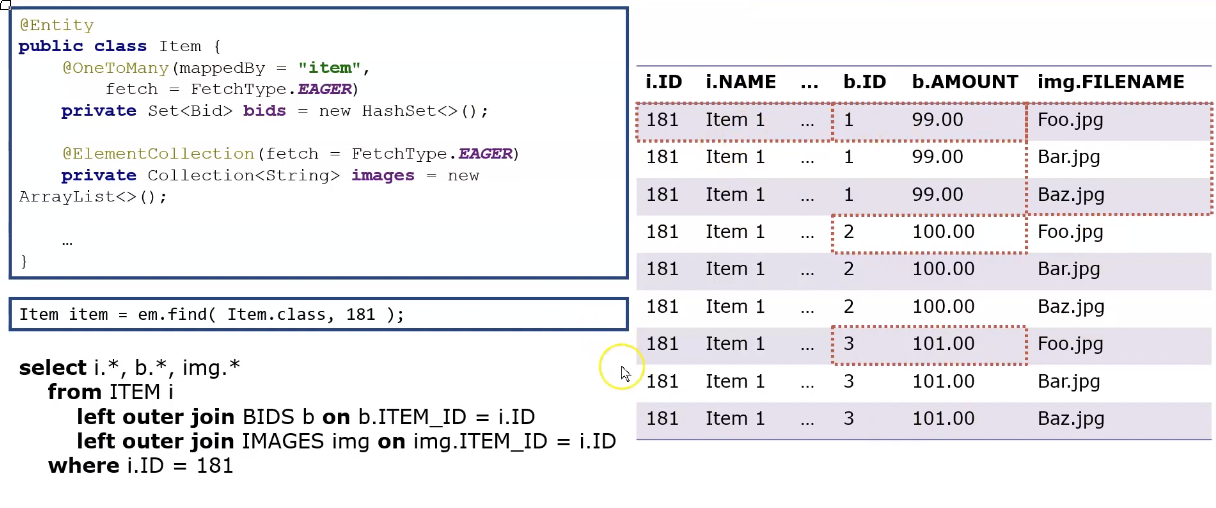 @Entity
public class Item {
@OneToMany(mappedBy = "item",
fetch = FetchType.EAGER)
private Set<Bid> bids = new HashSet<>();
@ElementCollection(fetch = FetchType.EAGER)
private Collection<String> images = new
ArrayList<>();
…
}
Item item = em.find( Item.class, 181 );
select i.*, b.*, img.*
from ITEM i
left outer join BIDS b on b.ITEM_ID = i.ID
left outer join IMAGES img on img.ITEM_ID = i.ID
where i.ID = 181
i.ID i.NAME ... b.ID b.AMOUNT img.FILENAME
181 Item 1 ... 1 99.00 Foo.jpg
181 Item 1 ... 1 99.00 Bar.jpg
181 Item 1 ... 1 99.00 Baz.jpg
181 Item 1 ... 2 100.00 Foo.jpg
181 Item 1 ... 2 100.00 Bar.jpg
181 Item 1 ... 2 100.00 Baz.jpg
181 Item 1 ... 3 101.00 Foo.jpg
181 Item 1 ... 3 101.00 Bar.jpg
181 Item 1 ... 3 101.00 Baz.jpg